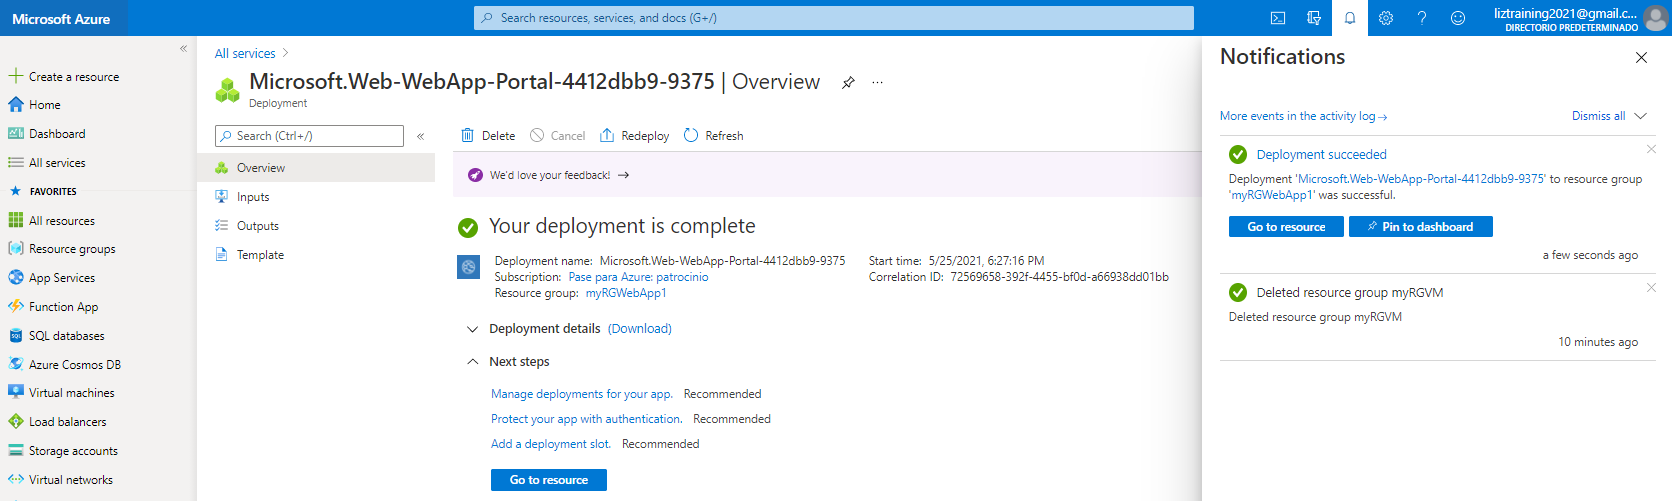 Microsoft Azure
Search resources, services, and docs (G+/)
liztraining2021@gmail.c...
DIRECTORIO PREDETERMINADO
«
Create a resource
Home
Dashboard
All services
FAVORITES
All resources
Resource groups
App Services
Function App
SQL databases
Azure Cosmos DB
Virtual machines
Load balancers
Storage accounts
Virtual networks
All services >
Microsoft.Web-WebApp-Portal-4412dbb9-9375 | Overview ...
Deployment
Search (Ctrl+/) «
Overview
Inputs
Outputs
Template
Delete Cancel Redeploy Refresh
We'd love your feedback! →
Your deployment is complete
Deployment name: Microsoft.Web-WebApp-Portal-4412dbb9-9375
Subscription: Pase para Azure: patrocinio
Resource group: myRGWebApp1
Start time: 5/25/2021, 6:27:16 PM
Correlation ID: 72569658-392f-4455-bf0d-a66938dd01bb
Deployment details (Download)
Next steps
Manage deployments for your app. Recommended
Protect your app with authentication. Recommended
Add a deployment slot. Recommended
Go to resource
Notifications
More events in the activity log → Dismiss all
Deployment succeeded
Deployment 'Microsoft.Web-WebApp-Portal-4412dbb9-9375' to resource group
'myRGWebApp1' was successful.
Go to resource Pin to dashboard
a few seconds ago
Deleted resource group myRGVM
Deleted resource group myRGVM
10 minutes ago